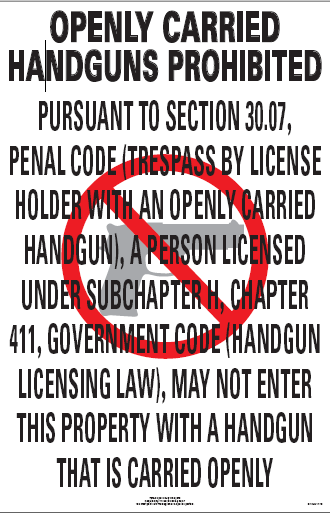 OPENLY CARRIED
HANDGUNS PROHIBITED
PURSUANT TO SECTION 30.07,
PENAL CODE (TRESPASS BY LICENSE
HOLDER WITH AN OPENLY CARRIED
HANDGUN), A PERSON LICENSED
UNDER SUBCHAPTER H, CHAPTER
411, GOVERNMENT CODE (HANDGUN
LICENSING LAW), MAY NOT ENTER
THIS PROPERTY WITH A HANDGUN
THAT IS CARRIED OPENLY